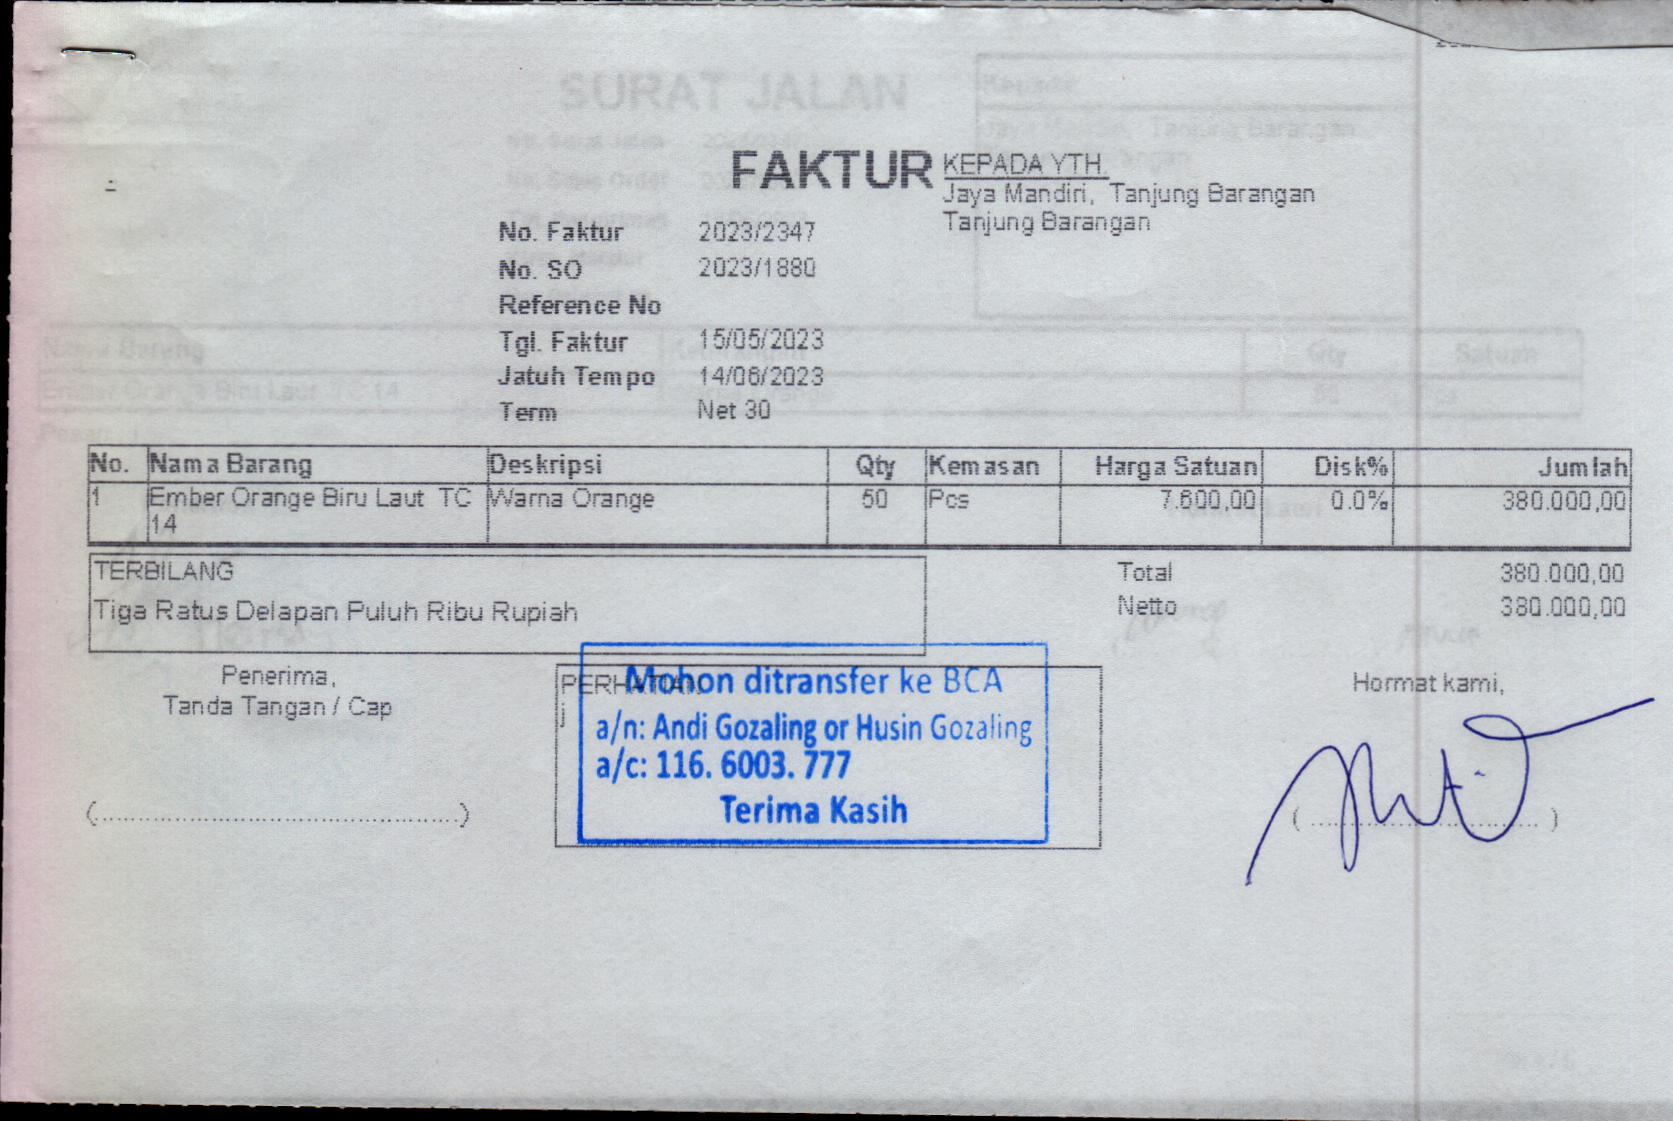 SURAT JALAN
FAKTUR
KEPADA YTH.
Jaya Mandiri, Tanjung Barangan
Tanjung Barangan
No. Faktur 2023/2347
No. SO 2023/1880
Reference No
Tgl. Faktur 15/05/2023
Jatuh Tempo 14/06/2023
Term Net 30
No. Nama Barang Deskripsi Qty Kemasan Harga Satuan Disk% Jumlah
1 Ember Orange Biru Laut TC Warna Orange 50 Pcs 7.600,00 0.0% 380.000,00
14
TERBILANG
Tiga Ratus Delapan Puluh Ribu Rupiah
Total 380.000,00
Netto 380.000,00
Penerima,
Tanda Tangan / Cap
PERHATIAN
j
Mohon ditransfer ke BCA
a/n: Andi Gozaling or Husin Gozaling
a/c: 116. 6003. 777
Terima Kasih
Hormat kami,